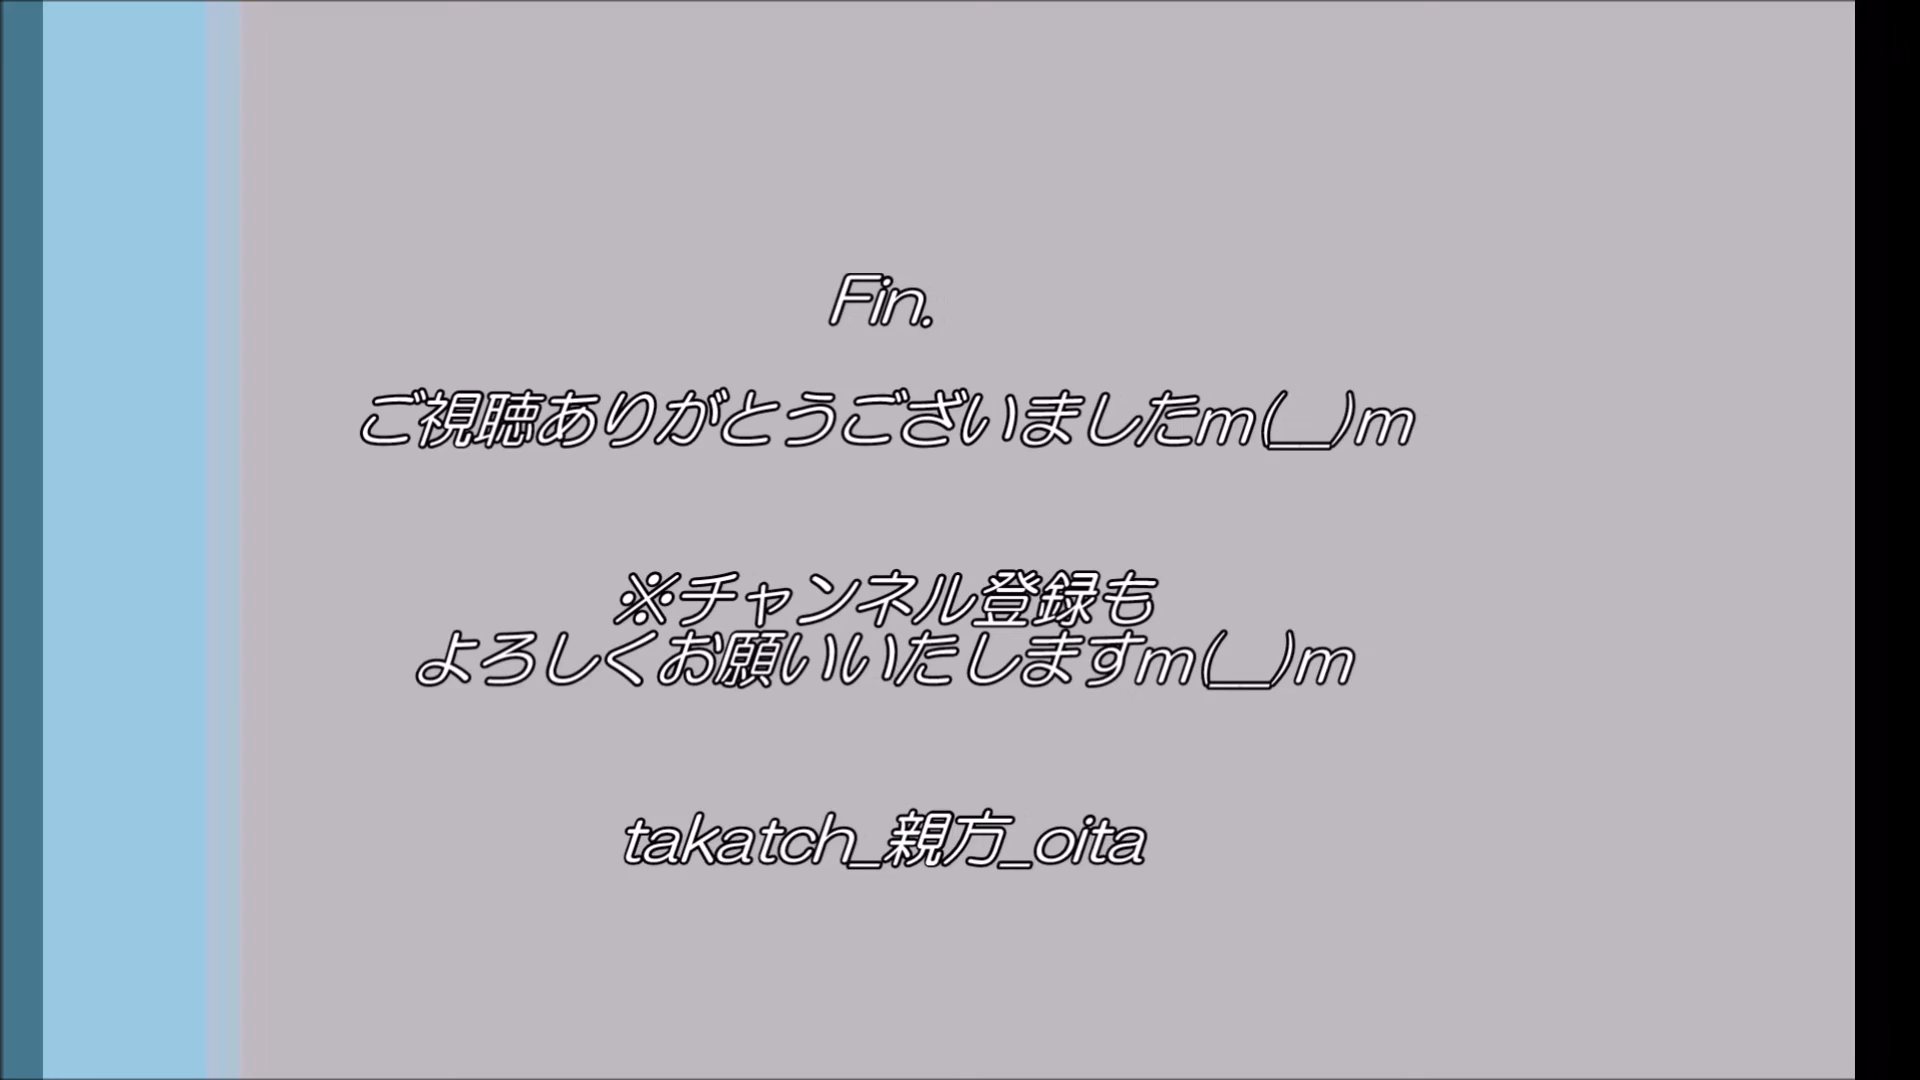 Fin.
ご視聴ありがとうございましたm(__)m
※チャンネル登録も
よろしくお願いいたしますm(__)m
takatch_親方_oita